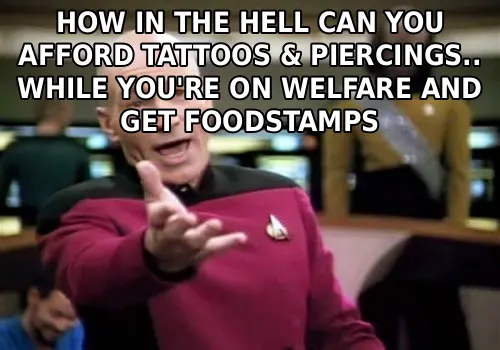 HOW IN THE HELL CAN YOU
AFFORD TATTOOS & PIERCINGS..
WHILE YOU'RE ON WELFARE AND
GET FOODSTAMPS